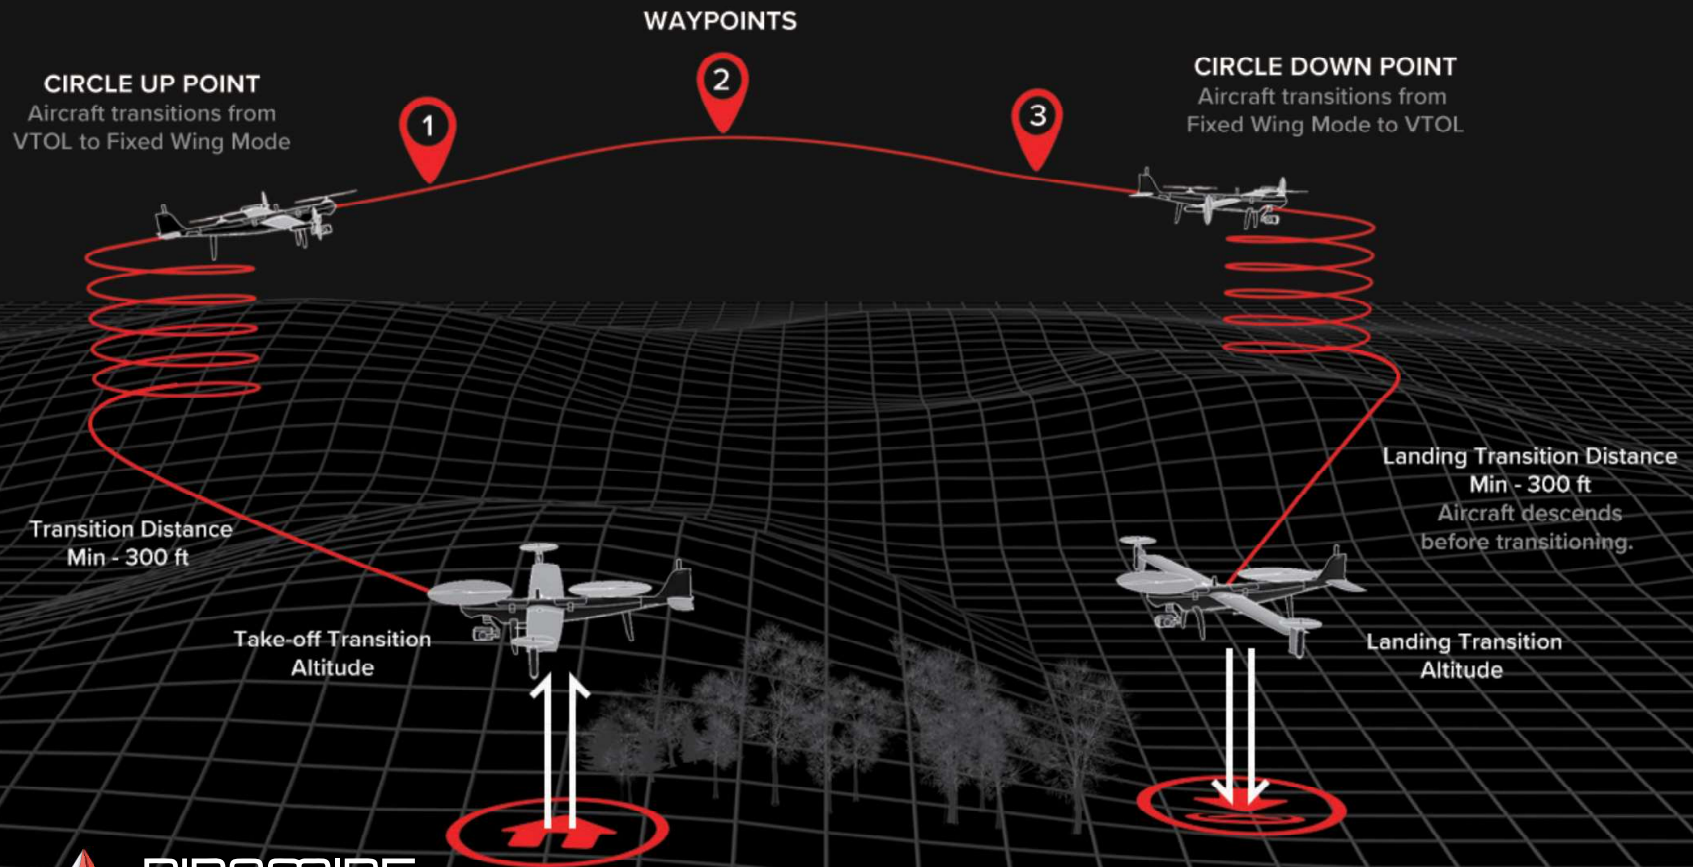 WAYPOINTS
CIRCLE UP POINT
Aircraft transitions from
VTOL to Fixed Wing Mode
1
2
3
CIRCLE DOWN POINT
Aircraft transitions from
Fixed Wing Mode to VTOL
Transition Distance
Min - 300 ft
Take-off Transition
Altitude
Landing Transition Distance
Min - 300 ft
Aircraft descends
before transitioning.
Landing Transition
Altitude